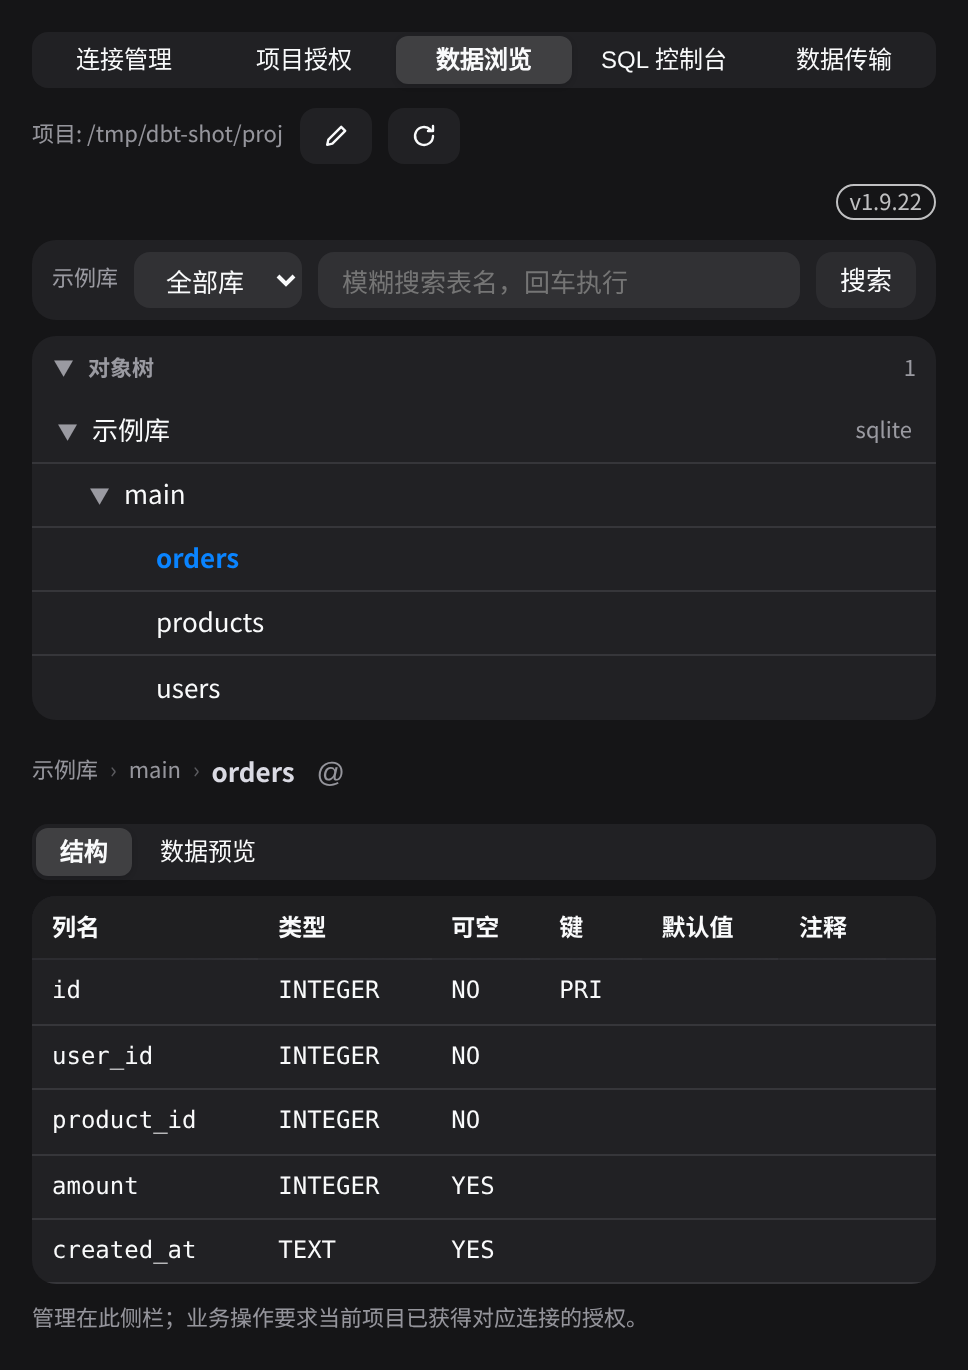 连接管理 项目授权 数据浏览 SQL 控制台 数据传输
项目: /tmp/dbt-shot/proj
v1.9.22
示例库 全部库 模糊搜索表名，回车执行 搜索
对象树 1
示例库 sqlite
main
orders
products
users
示例库 › main › orders @
结构 数据预览
列名 类型 可空 键 默认值 注释
id INTEGER NO PRI
user_id INTEGER NO
product_id INTEGER NO
amount INTEGER YES
created_at TEXT YES
管理在此侧栏；业务操作要求当前项目已获得对应连接的授权。